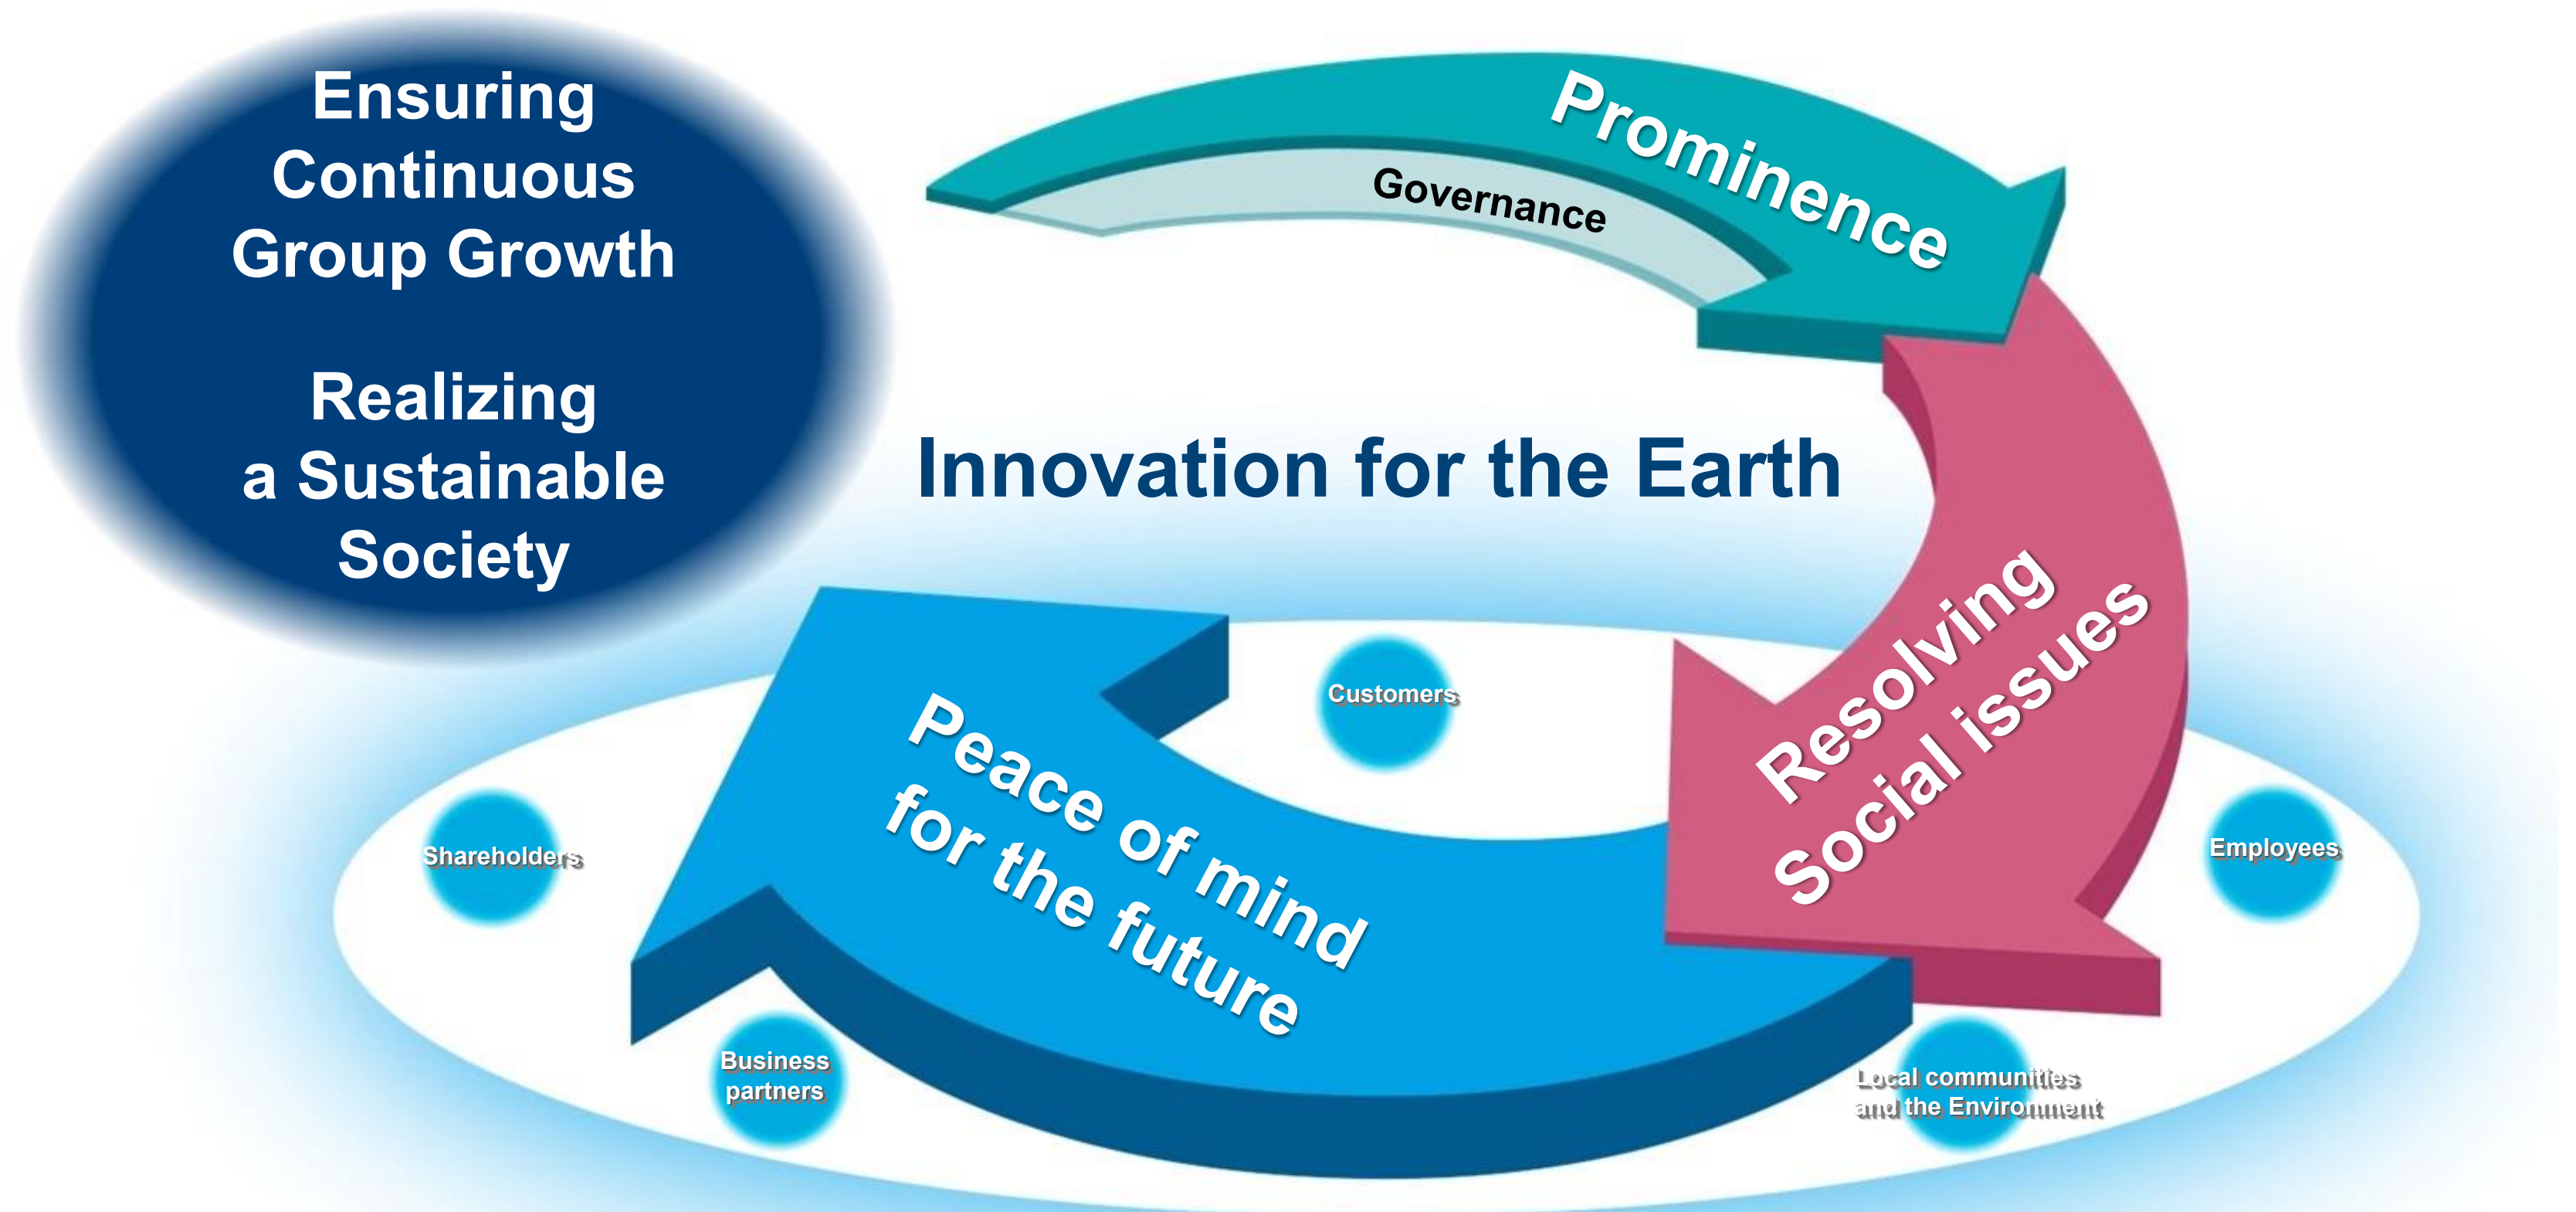 Ensuring
Continuous
Group Growth
Realizing
a Sustainable
Society
Prominence
Governance
Innovation for the Earth
Resolving
Social issues
Peace of mind
for the future
Customers
Shareholders
Employees
Business
partners
Local communities
and the Environment